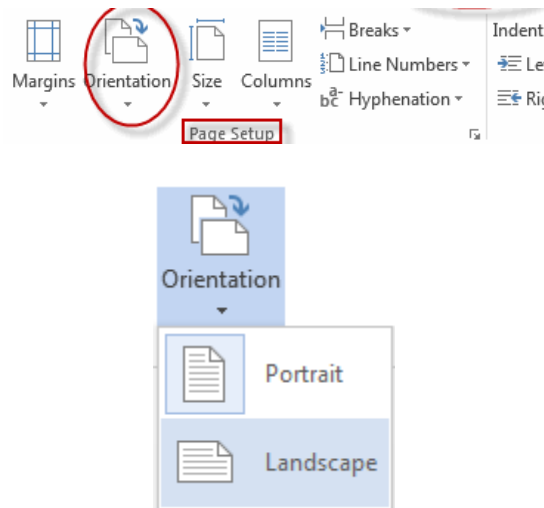 Breaks
Indent
Line Numbers
Margins Orientation Size Columns
Hyphenation
Page Setup
Orientation
Portrait
Landscape